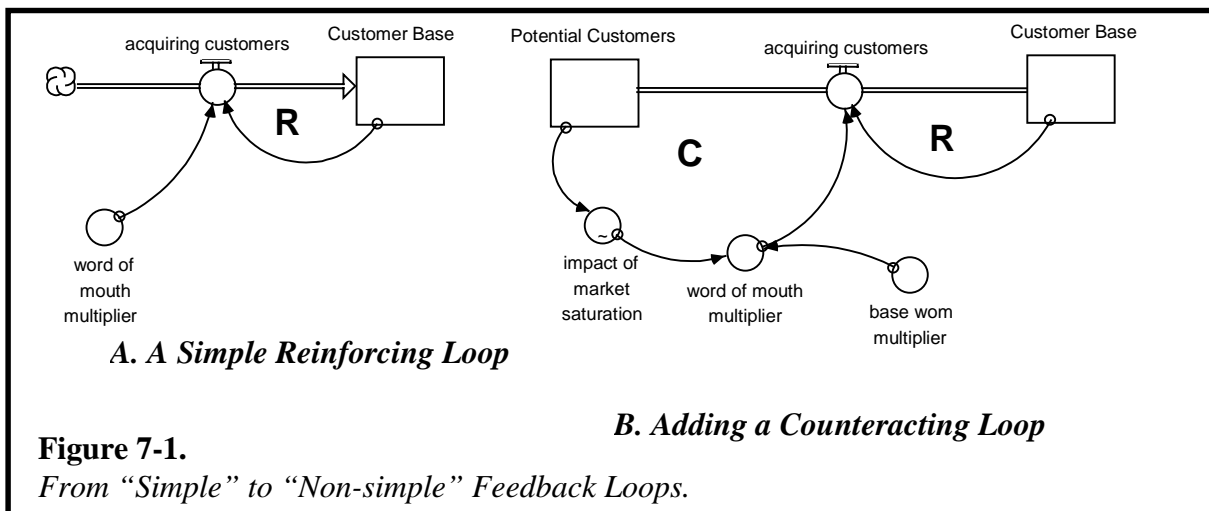 acquiring customers
Customer Base
R
word of
mouth
multiplier
A. A Simple Reinforcing Loop
Potential Customers
acquiring customers
Customer Base
C
R
~
impact of
market
saturation
word of mouth
multiplier
base wom
multiplier
B. Adding a Counteracting Loop
Figure 7-1.
From “Simple” to “Non-simple” Feedback Loops.